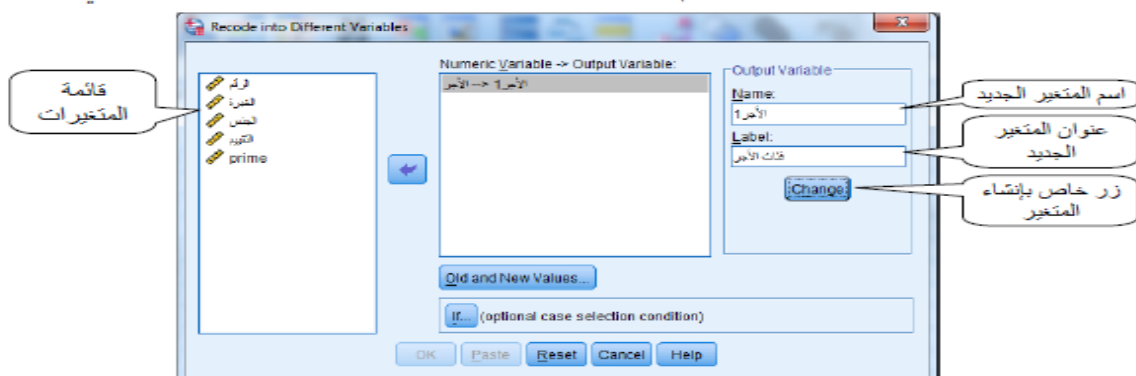 Recode into Different Variables
قائمة
المتغيرات
الرقم
الخبرة
الجنس
التقييم
prime
Numeric Variable -> Output Variable:
الأجر --> الأجر1
Output Variable
Name:
الأجر1
Label:
فئات الأجر
Change
اسم المتغير الجديد
عنوان المتغير
الجديد
زر خاص بإنشاء
المتغير
Old and New Values...
If... (optional case selection condition)
OK Paste Reset Cancel Help